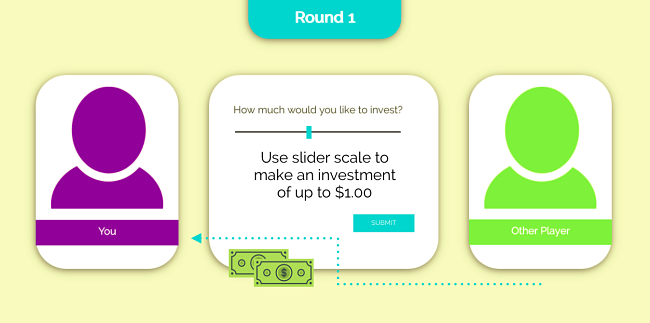 Round 1
How much would you like to invest?
Use slider scale to
make an investment
of up to $1.00
SUBMIT
You
Other Player
$